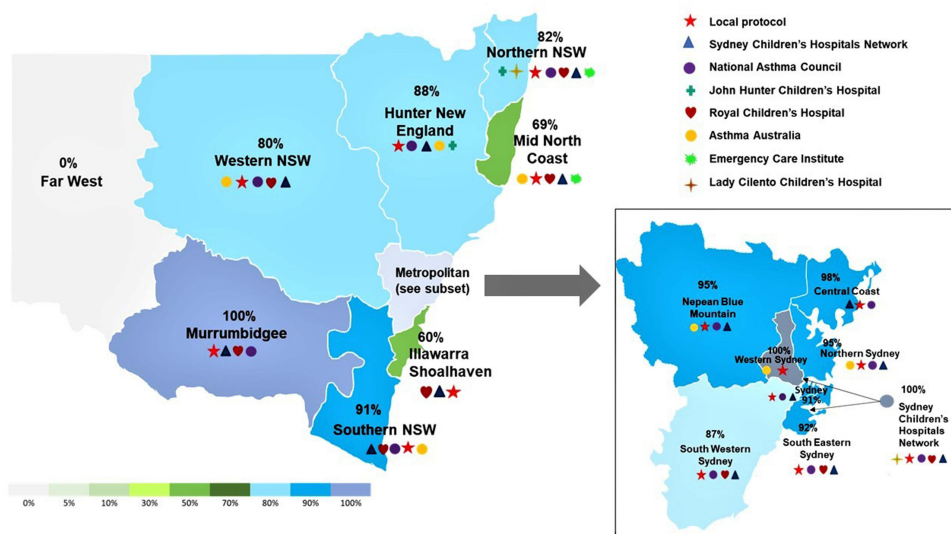 82%
Northern NSW
88%
Hunter New
England
69%
Mid North
Coast
80%
Western NSW
0%
Far West
Metropolitan
(see subset)
100%
Murrumbidgee
60%
Illawarra
Shoalhaven
91%
Southern NSW
0% 5% 10% 30% 50% 70% 80% 90% 100%
Local protocol
Sydney Children's Hospitals Network
National Asthma Council
John Hunter Children's Hospital
Royal Children's Hospital
Asthma Australia
Emergency Care Institute
Lady Cilento Children's Hospital
98%
Central Coast
95%
Nepean Blue
Mountain
95%
Northern Sydney
100%
Western Sydney
Sydney
91%
100%
Sydney
Children's
Hospitals
Network
92%
South Eastern
Sydney
87%
South Western
Sydney